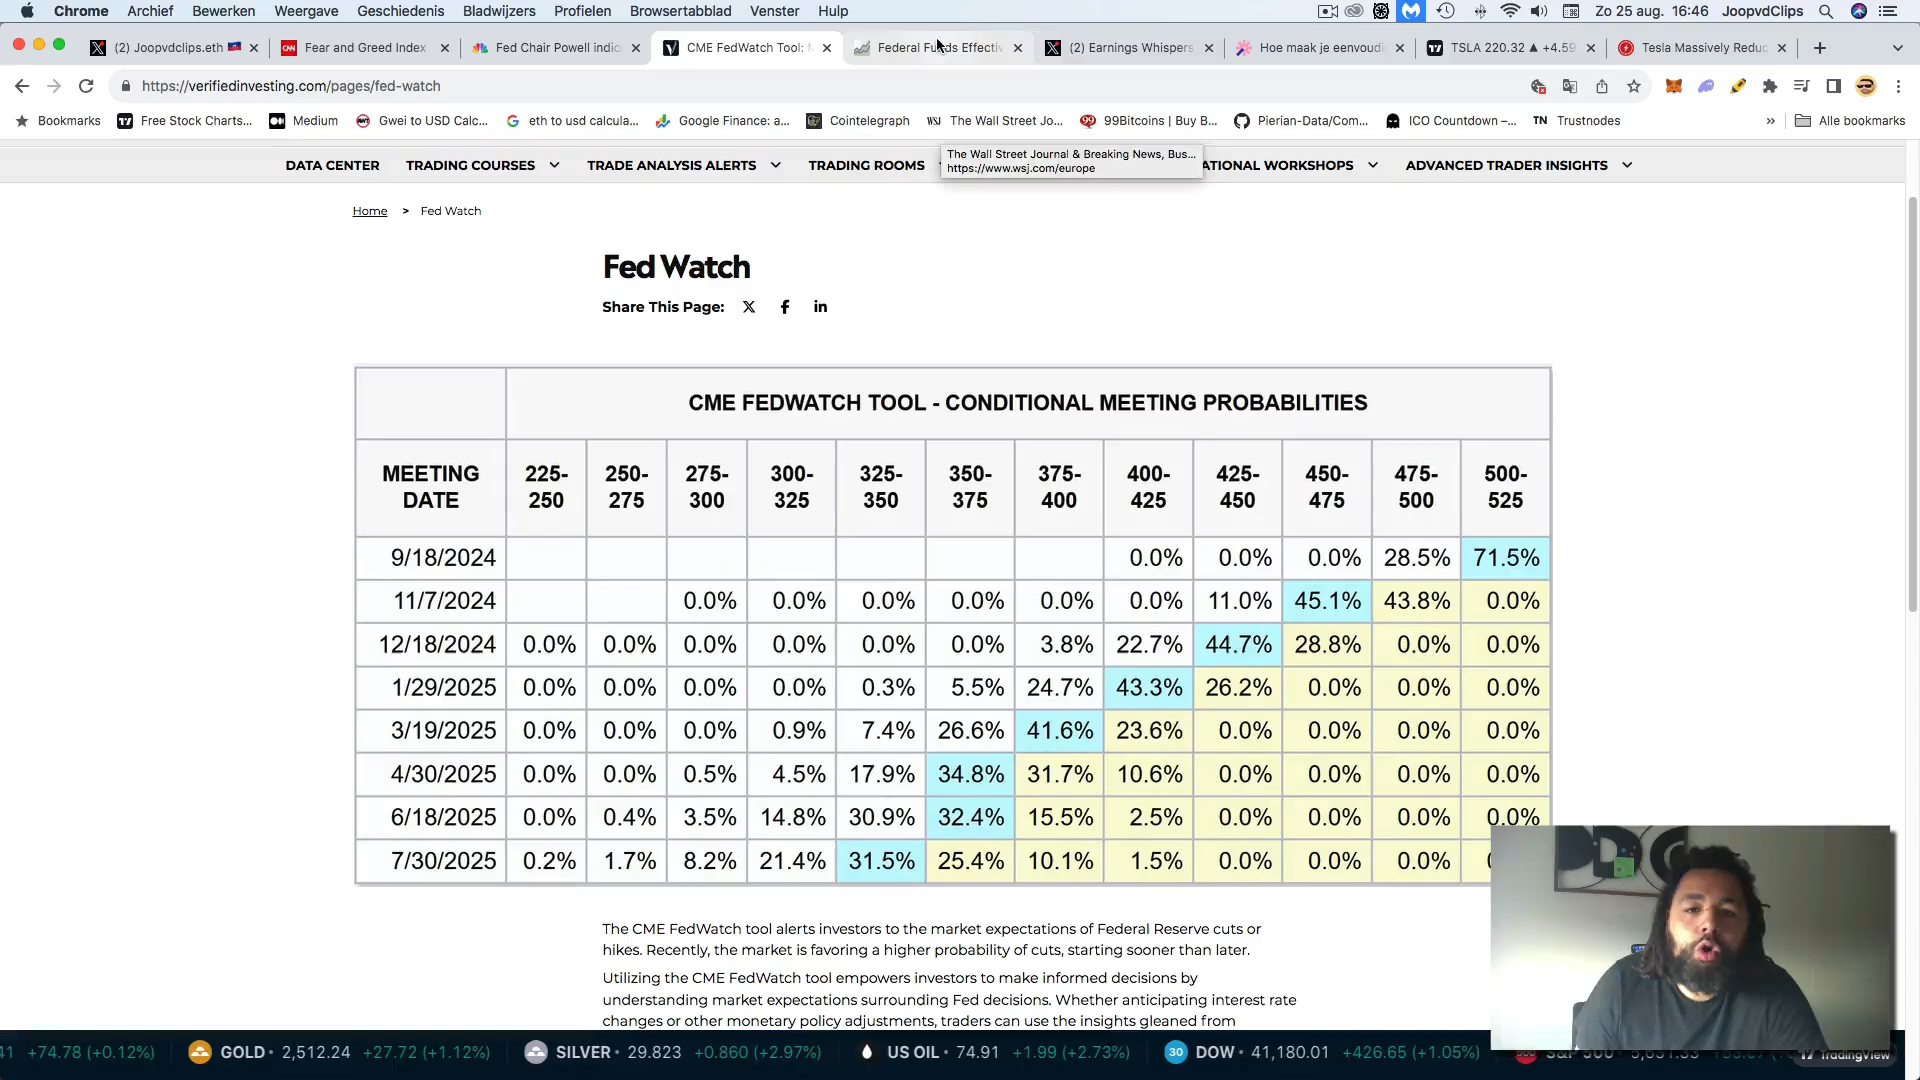 Chrome Archief Bewerken Weergave Geschiedenis Bladwijzers Profielen Browsertabblad Venster Hulp Zo 25 aug. 16:46 JoopvdClips
(2) Joopvdclips.eth Fear and Greed Index Fed Chair Powell indic CME FedWatch Tool: Federal Funds Effectiv (2) Earnings Whispers Hoe maak je eenvoudi TSLA 220.32 ▲ +4.59 Tesla Massively Reduc
https://verifiedinvesting.com/pages/fed-watch
Bookmarks Free Stock Charts... Medium Gwei to USD Calc... eth to usd calcula... Google Finance: a... Cointelegraph WSJ The Wall Street Jo... 99Bitcoins | Buy B... Pierian-Data/Com... ICO Countdown –... TN Trustnodes » Alle bookmarks
The Wall Street Journal & Breaking News, Bus...
https://www.wsj.com/europe
DATA CENTER TRADING COURSES TRADE ANALYSIS ALERTS TRADING ROOMS ATIONAL WORKSHOPS ADVANCED TRADER INSIGHTS
Home > Fed Watch
Fed Watch
Share This Page:
CME FEDWATCH TOOL - CONDITIONAL MEETING PROBABILITIES
MEETING DATE 225-250 250-275 275-300 300-325 325-350 350-375 375-400 400-425 425-450 450-475 475-500 500-525
9/18/2024 0.0% 0.0% 0.0% 28.5% 71.5%
11/7/2024 0.0% 0.0% 0.0% 0.0% 0.0% 0.0% 11.0% 45.1% 43.8% 0.0%
12/18/2024 0.0% 0.0% 0.0% 0.0% 0.0% 0.0% 3.8% 22.7% 44.7% 28.8% 0.0% 0.0%
1/29/2025 0.0% 0.0% 0.0% 0.0% 0.3% 5.5% 24.7% 43.3% 26.2% 0.0% 0.0% 0.0%
3/19/2025 0.0% 0.0% 0.0% 0.9% 7.4% 26.6% 41.6% 23.6% 0.0% 0.0% 0.0% 0.0%
4/30/2025 0.0% 0.0% 0.5% 4.5% 17.9% 34.8% 31.7% 10.6% 0.0% 0.0% 0.0% 0.0%
6/18/2025 0.0% 0.4% 3.5% 14.8% 30.9% 32.4% 15.5% 2.5% 0.0% 0.0% 0.0% 0.0%
7/30/2025 0.2% 1.7% 8.2% 21.4% 31.5% 25.4% 10.1% 1.5% 0.0% 0.0% 0.0%
The CME FedWatch tool alerts investors to the market expectations of Federal Reserve cuts or
hikes. Recently, the market is favoring a higher probability of cuts, starting sooner than later.
Utilizing the CME FedWatch tool empowers investors to make informed decisions by
understanding market expectations surrounding Fed decisions. Whether anticipating interest rate
changes or other monetary policy adjustments, traders can use the insights gleaned from
41 +74.78 (+0.12%) GOLD 2,512.24 +27.72 (+1.12%) SILVER 29.823 +0.860 (+2.97%) US OIL 74.91 +1.99 (+2.73%) 30 DOW 41,180.01 +426.65 (+1.05%)
TradingView